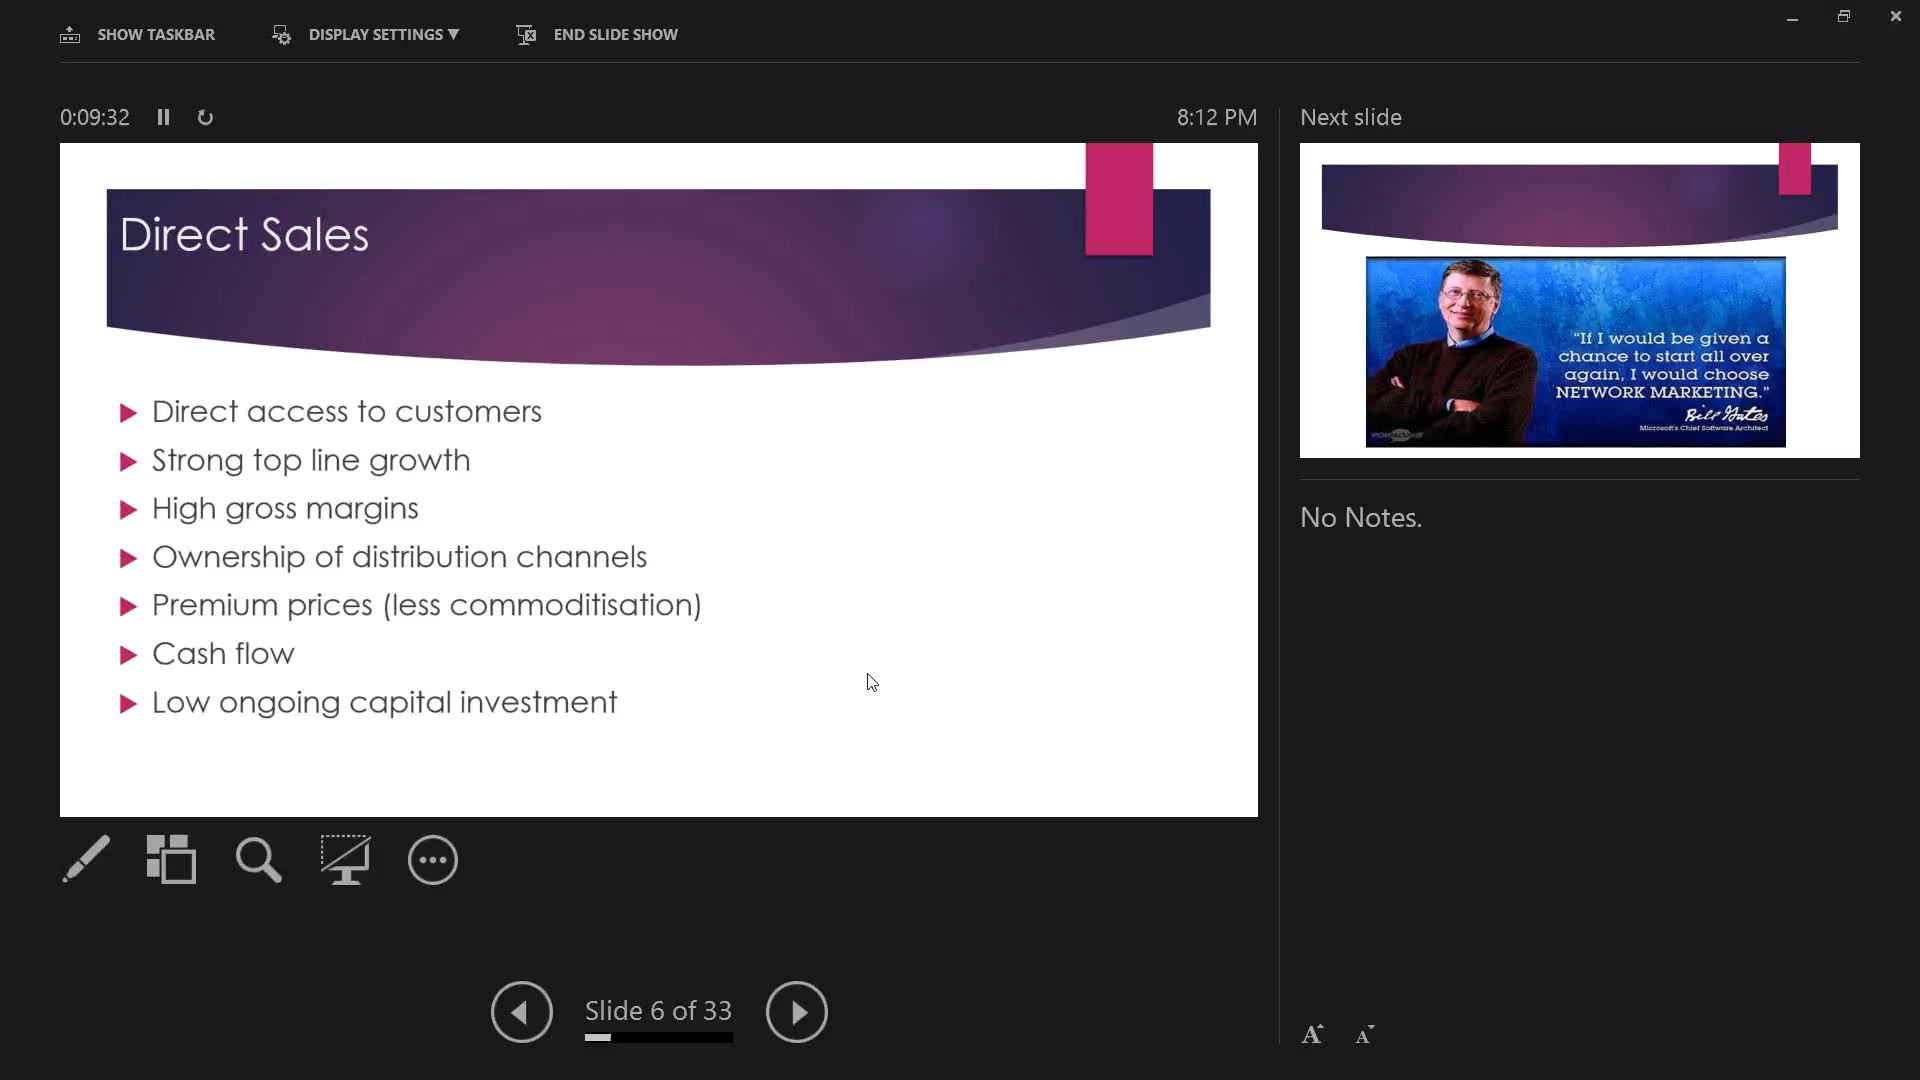 SHOW TASKBAR
DISPLAY SETTINGS ▼
END SLIDE SHOW
0:09:32
8:12 PM
Next slide
Direct Sales
Direct access to customers
Strong top line growth
High gross margins
Ownership of distribution channels
Premium prices (less commoditisation)
Cash flow
Low ongoing capital investment
"If I would be given a
chance to start all over
again, I would choose
NETWORK MARKETING."
Bill Gates
Microsoft's Chief Software Architect
No Notes.
Slide 6 of 33
A
A